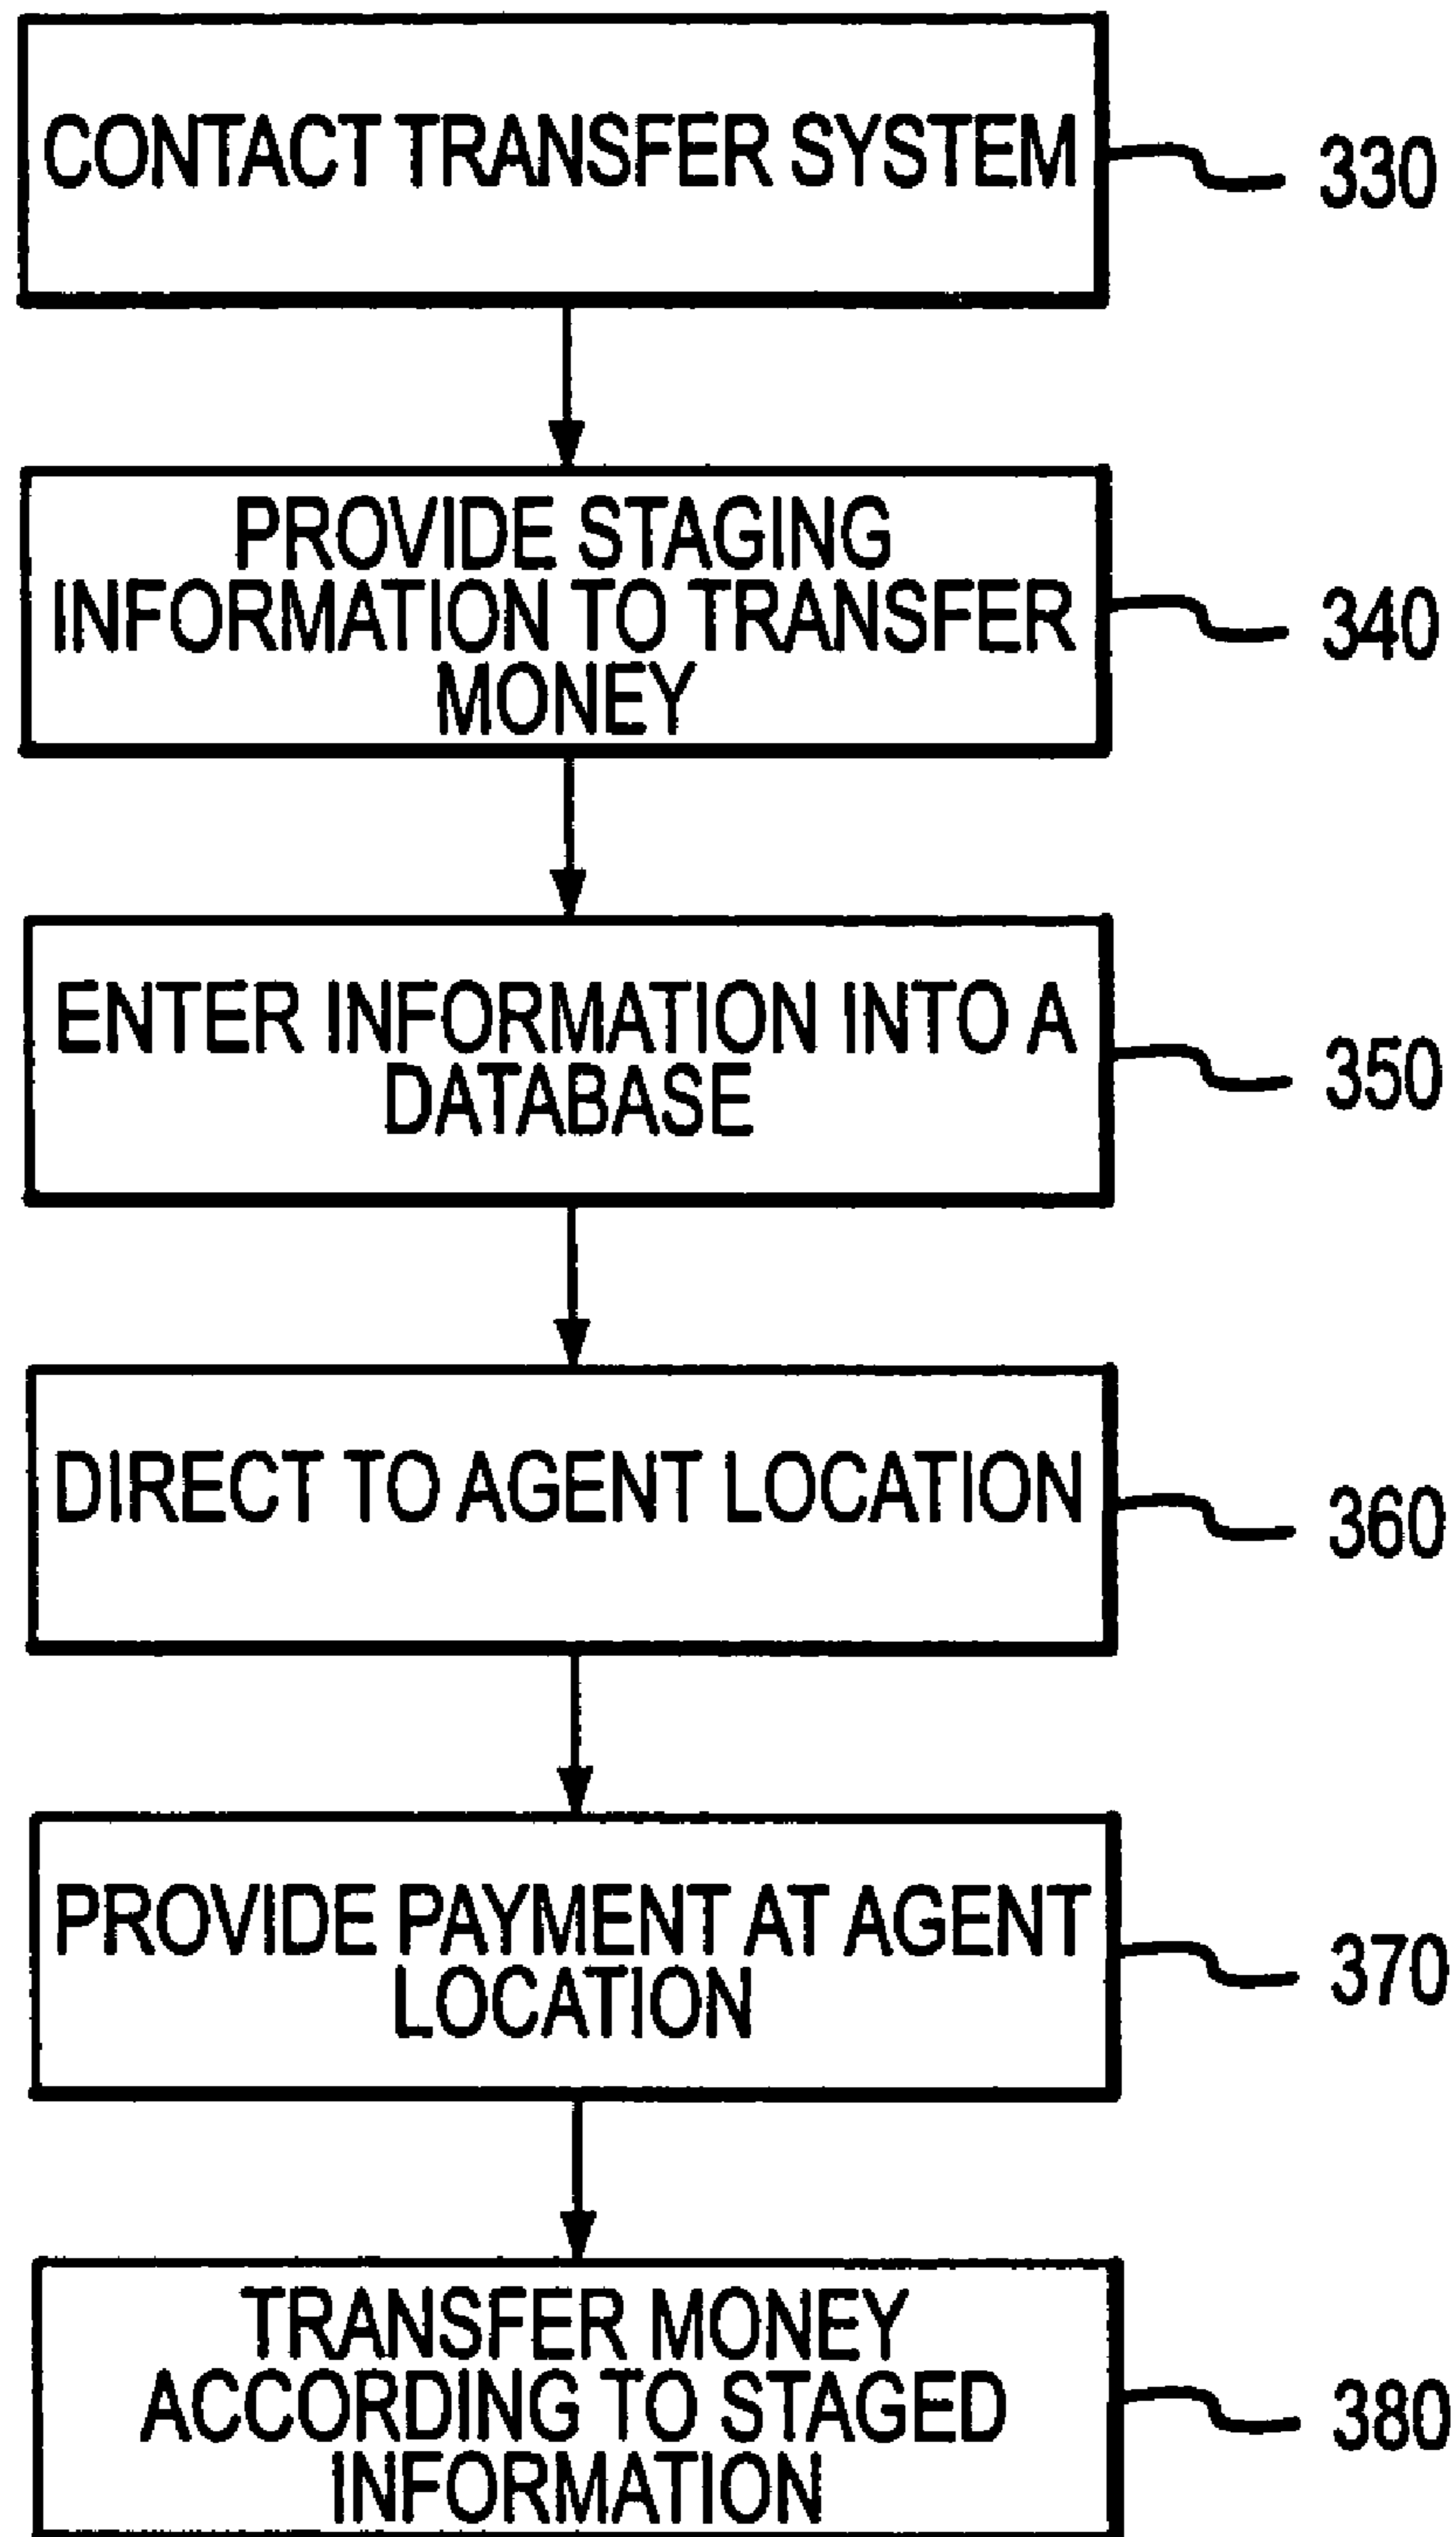 CONTACT TRANSFER SYSTEM
330
PROVIDE STAGING
INFORMATION TO TRANSFER
MONEY
340
ENTER INFORMATION INTO A
DATABASE
350
DIRECT TO AGENT LOCATION
360
PROVIDE PAYMENT AT AGENT
LOCATION
370
TRANSFER MONEY
ACCORDING TO STAGED
INFORMATION
380